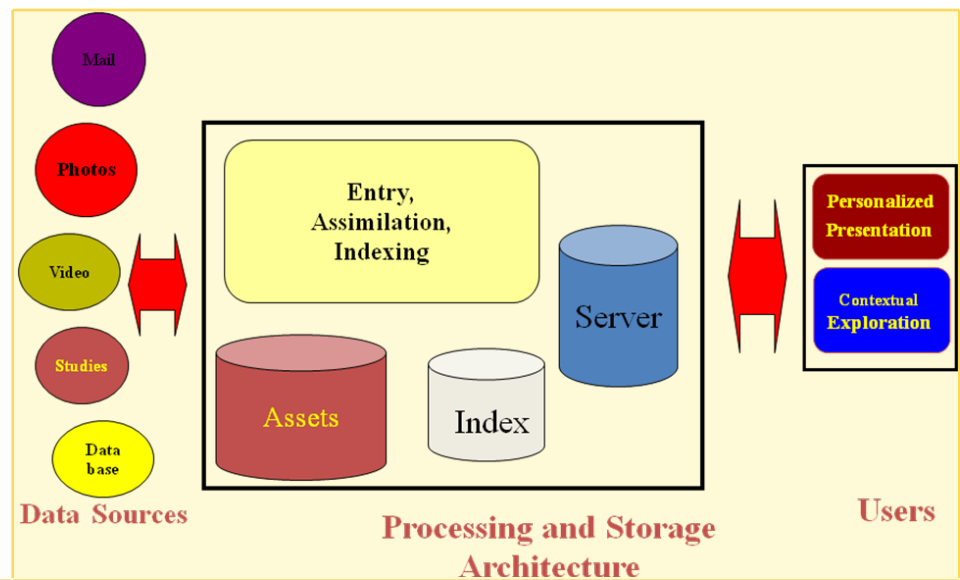 Mail
Photos
Video
Studies
Data
base
Data Sources
Entry,
Assimilation,
Indexing
Server
Assets
Index
Processing and Storage
Architecture
Personalized
Presentation
Contextual
Exploration
Users